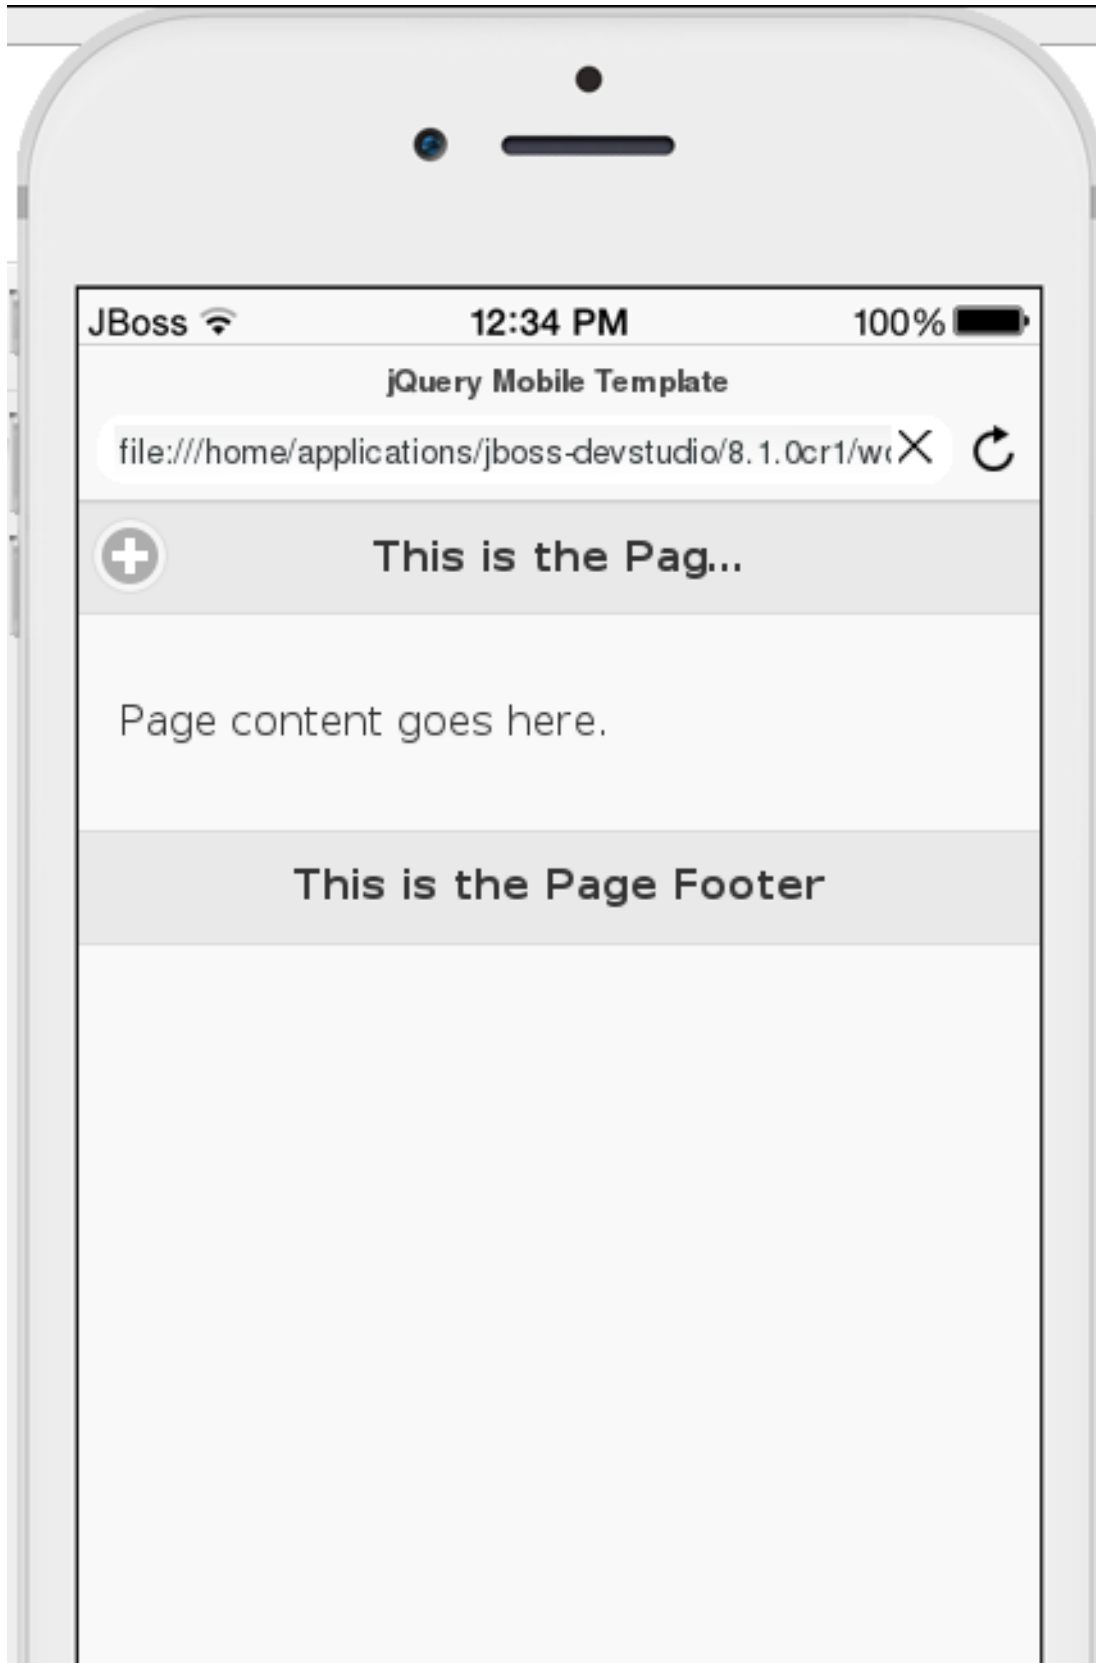 JBoss 12:34 PM 100%
jQuery Mobile Template
file:///home/applications/jboss-devstudio/8.1.0cr1/
This is the Pag...
Page content goes here.
This is the Page Footer